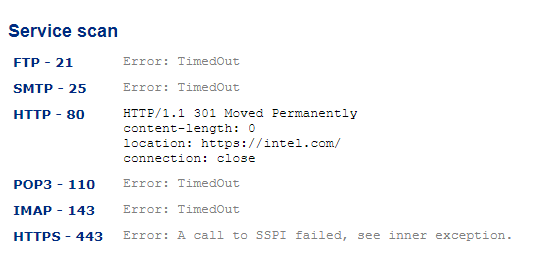 Service scan
FTP - 21 Error: TimedOut
SMTP - 25 Error: TimedOut
HTTP - 80 HTTP/1.1 301 Moved Permanently
content-length: 0
location: https://intel.com/
connection: close
POP3 - 110 Error: TimedOut
IMAP - 143 Error: TimedOut
HTTPS - 443 Error: A call to SSPI failed, see inner exception.